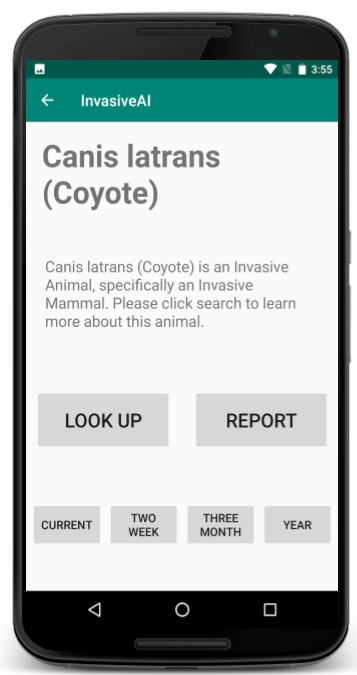 3:55
InvasiveAI
Canis latrans
(Coyote)
Canis latrans (Coyote) is an Invasive
Animal, specifically an Invasive
Mammal. Please click search to learn
more about this animal.
LOOK UP
REPORT
CURRENT
TWO
WEEK
THREE
MONTH
YEAR